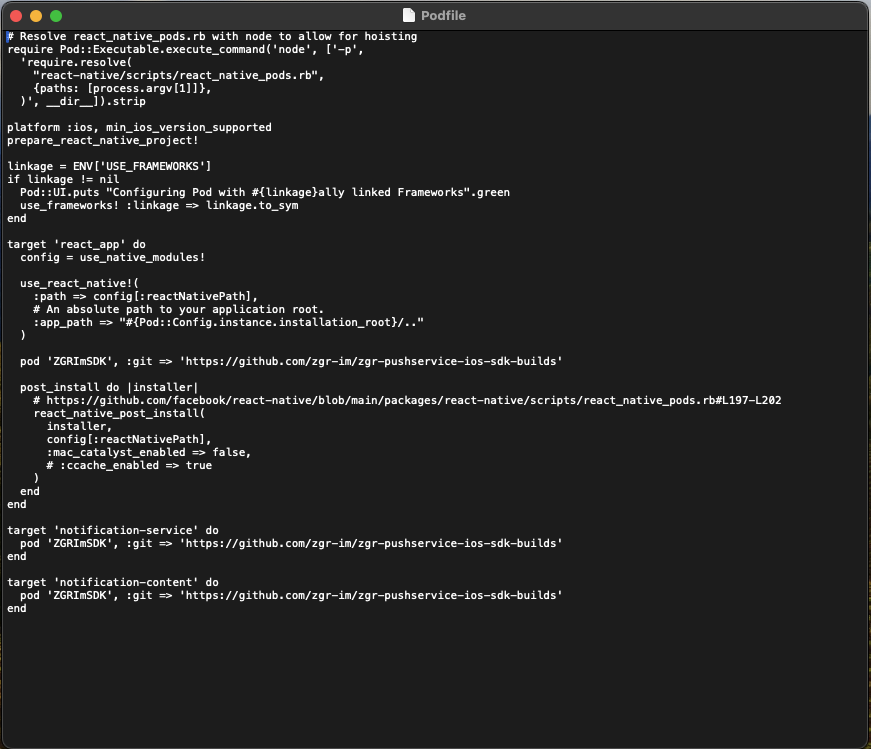 Podfile
# Resolve react_native_pods.rb with node to allow for hoisting
require Pod::Executable.execute_command('node', ['-p',
  'require.resolve(
    "react-native/scripts/react_native_pods.rb",
    {paths: [process.argv[1]]},
  )', __dir__]).strip

platform :ios, min_ios_version_supported
prepare_react_native_project!

linkage = ENV['USE_FRAMEWORKS']
if linkage != nil
  Pod::UI.puts "Configuring Pod with #{linkage}ally linked Frameworks".green
  use_frameworks! :linkage => linkage.to_sym
end

target 'react_app' do
  config = use_native_modules!

  use_react_native!(
    :path => config[:reactNativePath],
    # An absolute path to your application root.
    :app_path => "#{Pod::Config.instance.installation_root}/.."
  )

  pod 'ZGRImSDK', :git => 'https://github.com/zgr-im/zgr-pushservice-ios-sdk-builds'

  post_install do |installer|
    # https://github.com/facebook/react-native/blob/main/packages/react-native/scripts/react_native_pods.rb#L197-L202
    react_native_post_install(
      installer,
      config[:reactNativePath],
      :mac_catalyst_enabled => false,
      # :ccache_enabled => true
    )
  end
end

target 'notification-service' do
  pod 'ZGRImSDK', :git => 'https://github.com/zgr-im/zgr-pushservice-ios-sdk-builds'
end

target 'notification-content' do
  pod 'ZGRImSDK', :git => 'https://github.com/zgr-im/zgr-pushservice-ios-sdk-builds'
end